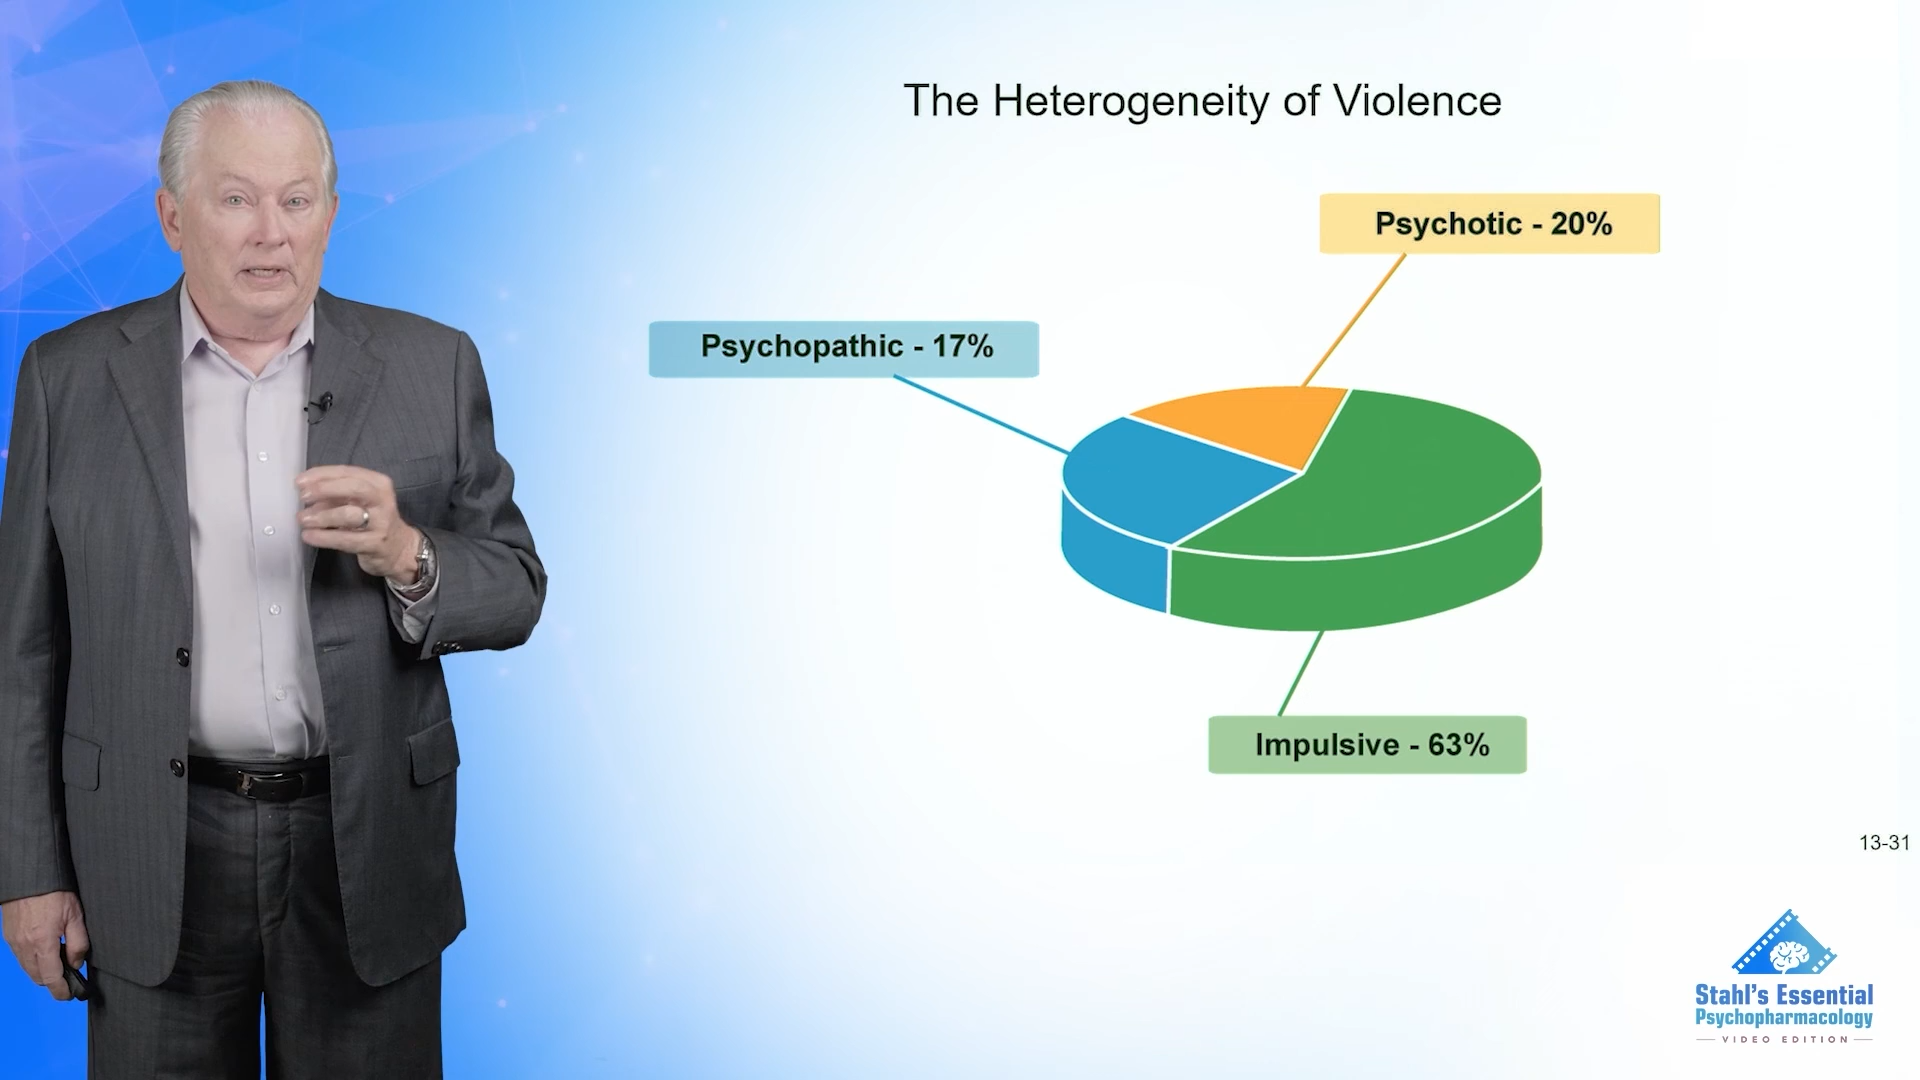 The Heterogeneity of Violence
Psychotic - 20%
Psychopathic - 17%
Impulsive - 63%
13-31
Stahl's Essential
Psychopharmacology
VIDEO EDITION